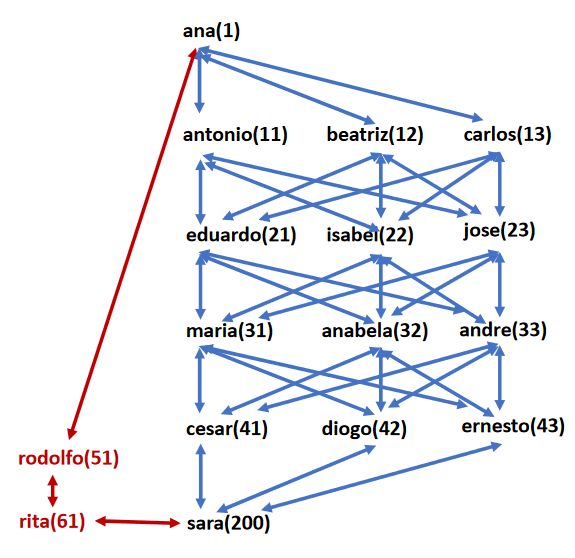 ana(1)
antonio(11) beatriz(12) carlos(13)
eduardo(21) isabel(22) jose(23)
maria(31) anabela(32) andre(33)
cesar(41) diogo(42) ernesto(43)
rodolfo(51)
rita(61) sara(200)